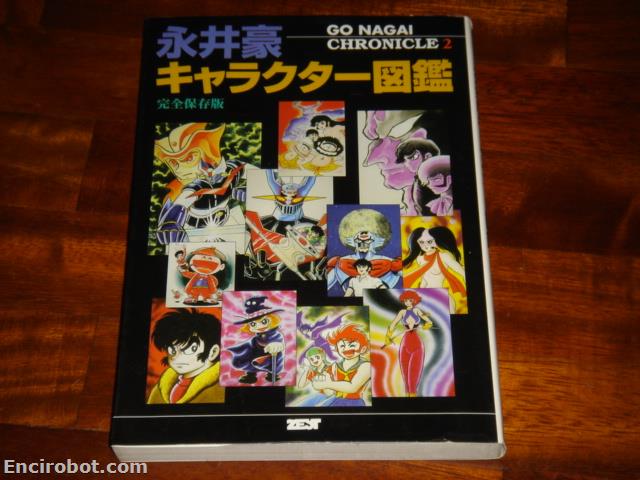 永井豪
GO NAGAI
CHRONICLE 2
キャラクター図鑑
完全保存版
ZEST
Encirobot.com